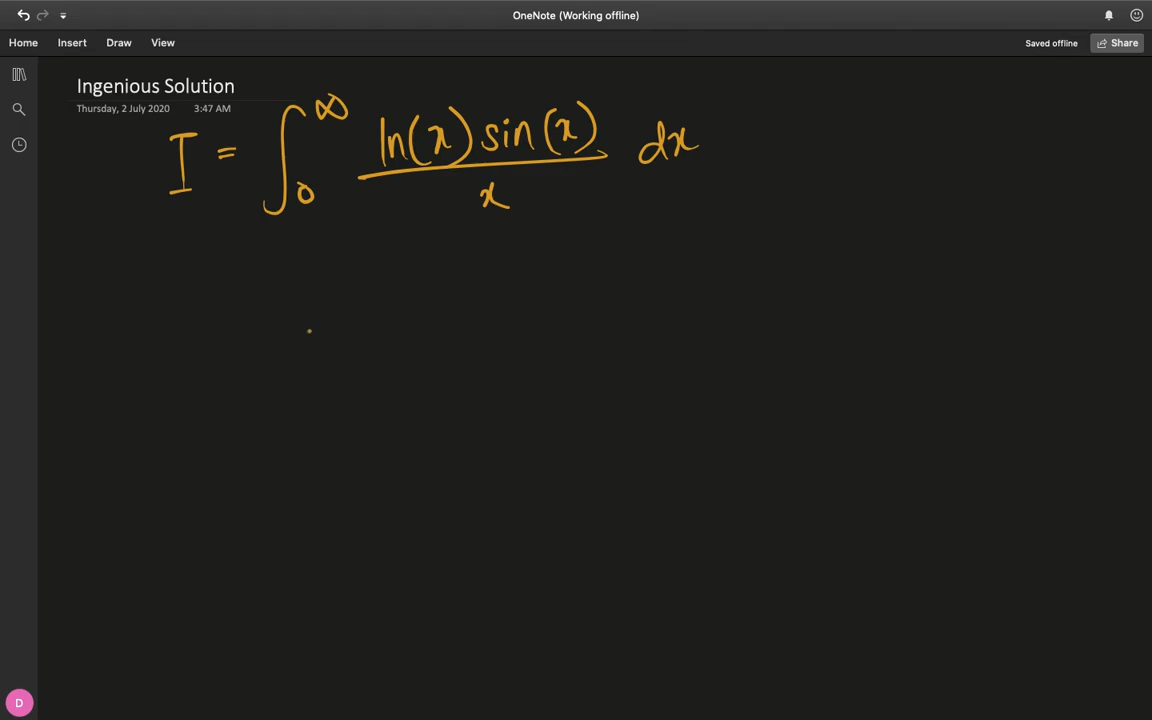 OneNote (Working offline)
Home Insert Draw View
Saved offline Share
Ingenious Solution
Thursday, 2 July 2020 3:47 AM
I = ∫₀^∞ ln(x) sin(x) / x dx
D